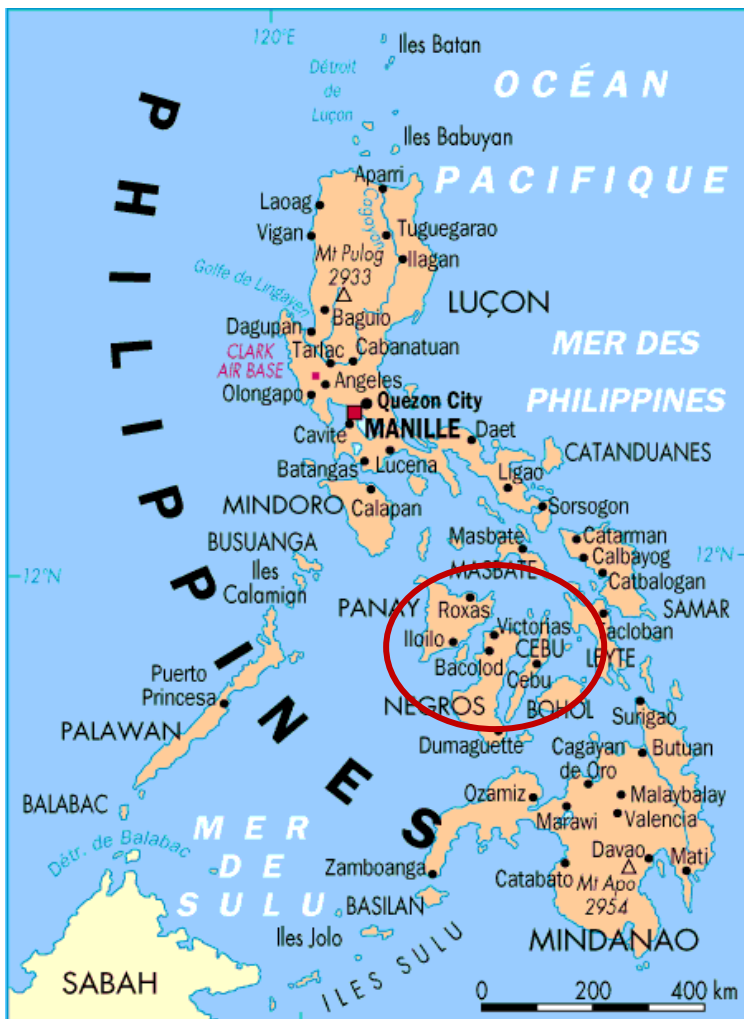 120°E
Iles Batan
Détroit
de
Luçon
OCÉAN
PACIFIQUE
Iles Babuyan
PHILIPPINES
Aparri
Laoag
Cagayan
Vigan
Tuguegarao
Mt Pulog
2933
Ilagan
Golfe de Lingayen
LUÇON
Baguio
Dagupan
MER DES
PHILIPPINES
Tarlac
Cabanatuan
CLARK
AIR BASE
Angeles
Olongapo
Quezon City
MANILLE
Cavite
Daet
CATANDUANES
Batangas
Lucena
Ligao
MINDORO
Calapan
Sorsogon
BUSUANGA
Masbate
Catarman
Calbayog
12°N
12°N
Iles
Calamian
MASBATE
Catbalogan
PANAY
Roxas
SAMAR
Iloilo
Victorias
Tacloban
CEBU
LEYTE
Bacolod
Cebu
Puerto
Princesa
NEGROS
BOHOL
Surigao
PALAWAN
Dumaguette
Cagayan
de Oro
Butuan
BALABAC
Ozamiz
Malaybalay
Marawi
Valencia
MER
DE
SULU
Détr. de Balabac
Davao
Mati
Zamboanga
Catabato
Mt Apo
2954
BASILAN
Iles Jolo
MINDANAO
ILES SULU
SABAH
0 200 400 km